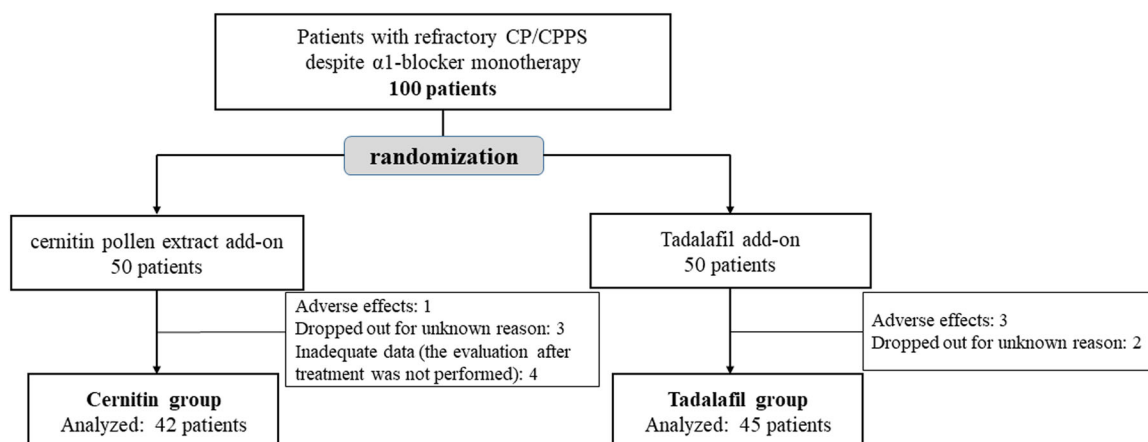 Patients with refractory CP/CPPS
despite α1-blocker monotherapy
100 patients
randomization
cernitin pollen extract add-on
50 patients
Tadalafil add-on
50 patients
Adverse effects: 1
Dropped out for unknown reason: 3
Inadequate data (the evaluation after
treatment was not performed): 4
Adverse effects: 3
Dropped out for unknown reason: 2
Cernitin group
Analyzed: 42 patients
Tadalafil group
Analyzed: 45 patients